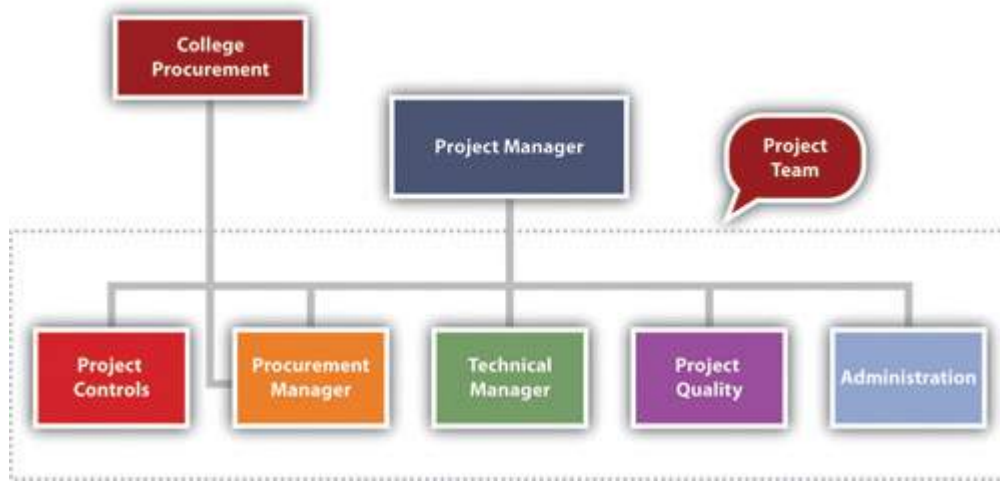 College
Procurement
Project Manager
Project
Team
Project
Controls
Procurement
Manager
Technical
Manager
Project
Quality
Administration